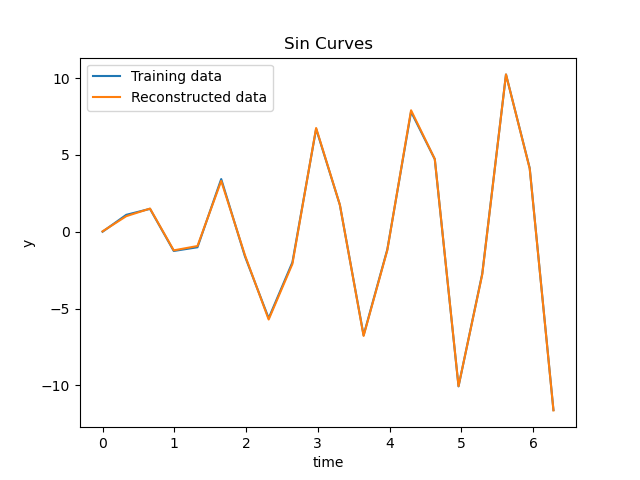 Sin Curves
Training data
Reconstructed data
10
5
0
−5
−10
y
0 1 2 3 4 5 6
time